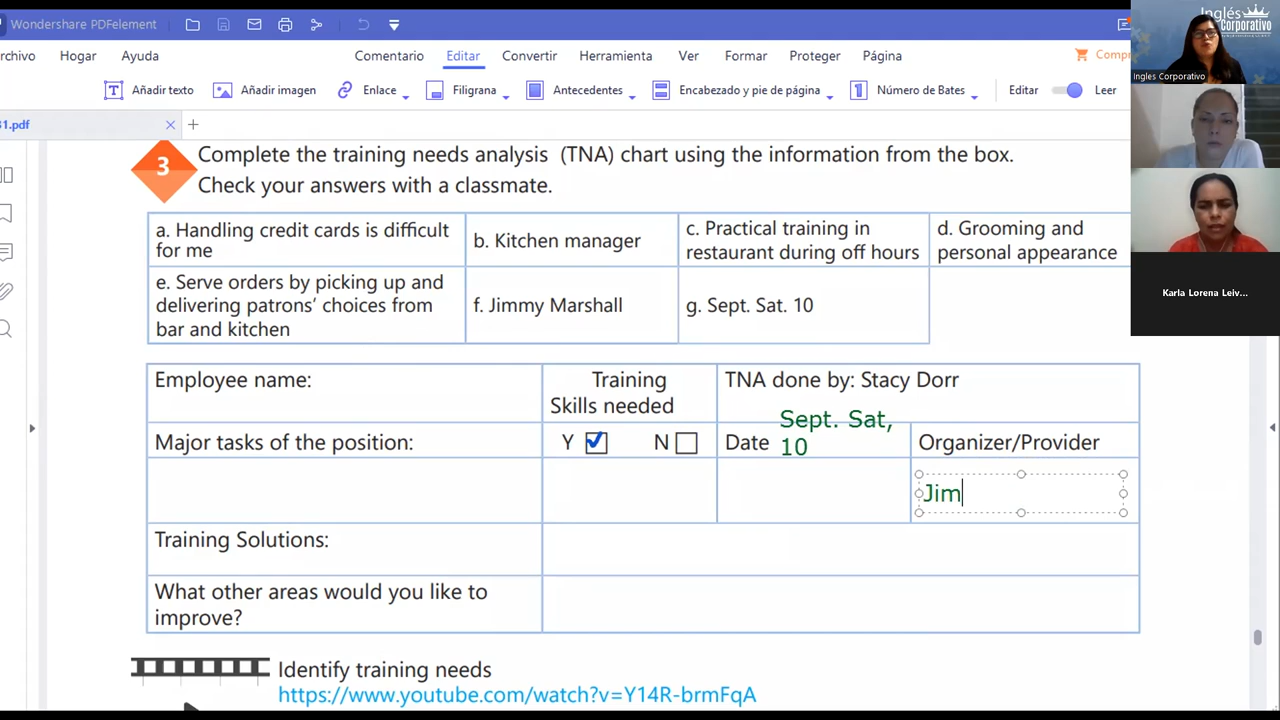 Wondershare PDFelement
rchivo
Hogar
Ayuda
Comentario
Editar
Convertir
Herramienta
Ver
Formar
Proteger
Página
Compr
Añadir texto
Añadir imagen
Enlace
Filigrana
Antecedentes
Encabezado y pie de página
Número de Bates
Editar
Leer
31.pdf
3
Complete the training needs analysis (TNA) chart using the information from the box.
Check your answers with a classmate.
a. Handling credit cards is difficult
for me
b. Kitchen manager
c. Practical training in
restaurant during off hours
d. Grooming and
personal appearance
e. Serve orders by picking up and
delivering patrons’ choices from
bar and kitchen
f. Jimmy Marshall
g. Sept. Sat. 10
Employee name:
Training
Skills needed
TNA done by: Stacy Dorr
Major tasks of the position:
Y
N
Date
Sept. Sat,
10
Organizer/Provider
Jim
Training Solutions:
What other areas would you like to
improve?
Identify training needs
https://www.youtube.com/watch?v=Y14R-brmFqA
Inglés
Corporativo
Ingles Corporativo
Karla Lorena Leiv...